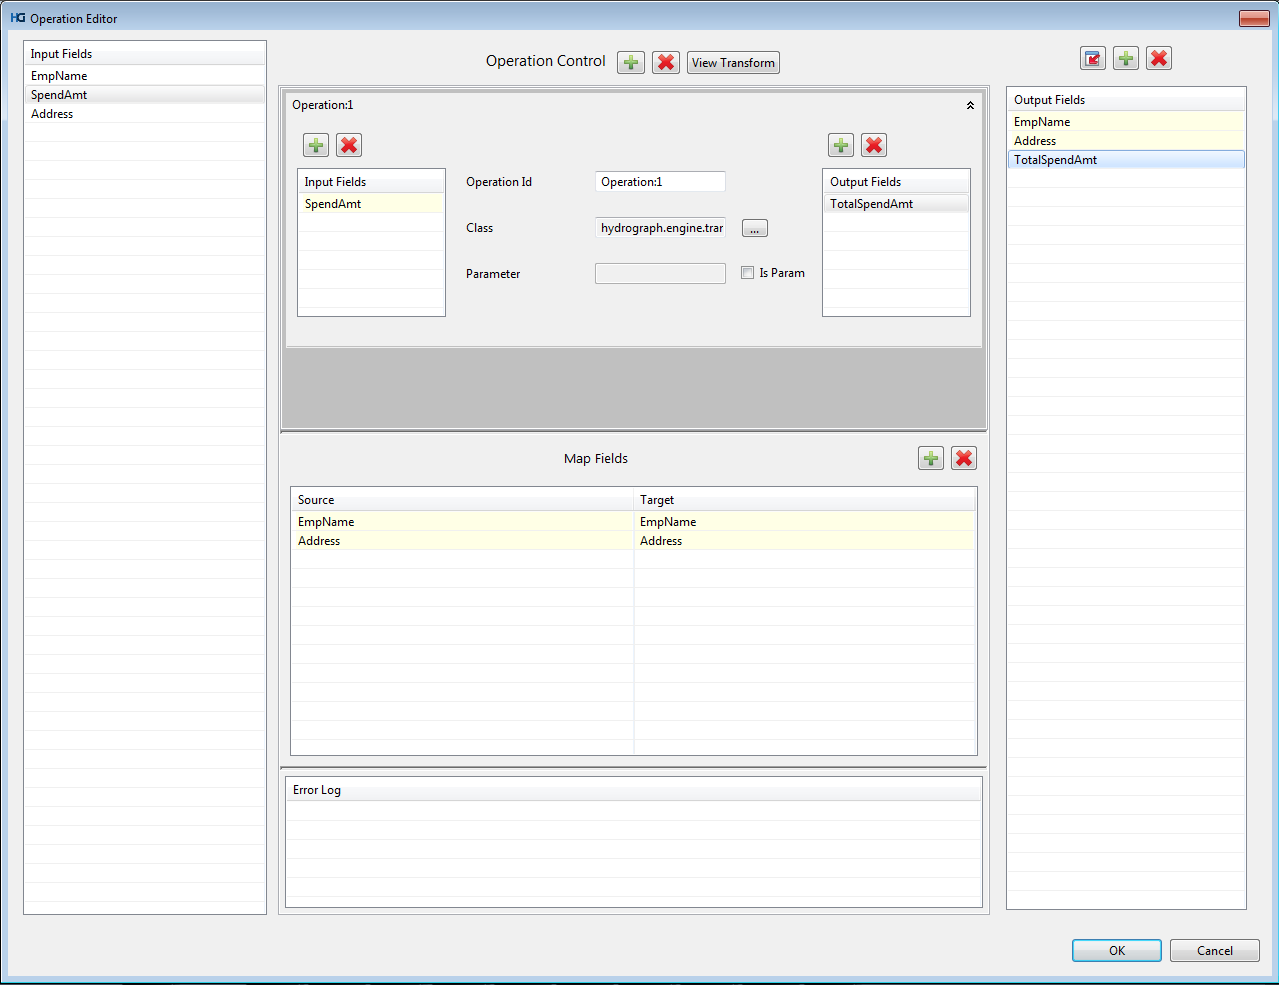 HG Operation Editor
Input Fields
EmpName
SpendAmt
Address
Operation Control
View Transform
Operation:1
Input Fields
SpendAmt
Operation Id
Operation:1
Class
hydrograph.engine.trar
...
Parameter
Is Param
Output Fields
TotalSpendAmt
Map Fields
Source Target
EmpName EmpName
Address Address
Error Log
Output Fields
EmpName
Address
TotalSpendAmt
OK
Cancel